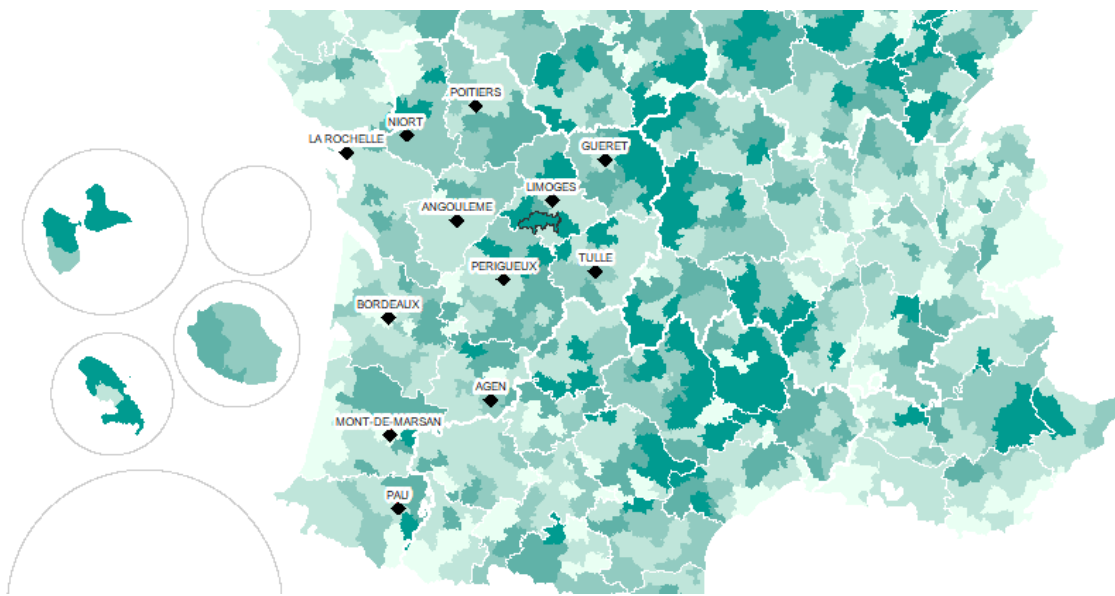 POITIERS
NIORT
LA ROCHELLE
GUERET
LIMOGES
ANGOULEME
PERIGUEUX
TULLE
BORDEAUX
AGEN
MONT-DE-MARSAN
PAU